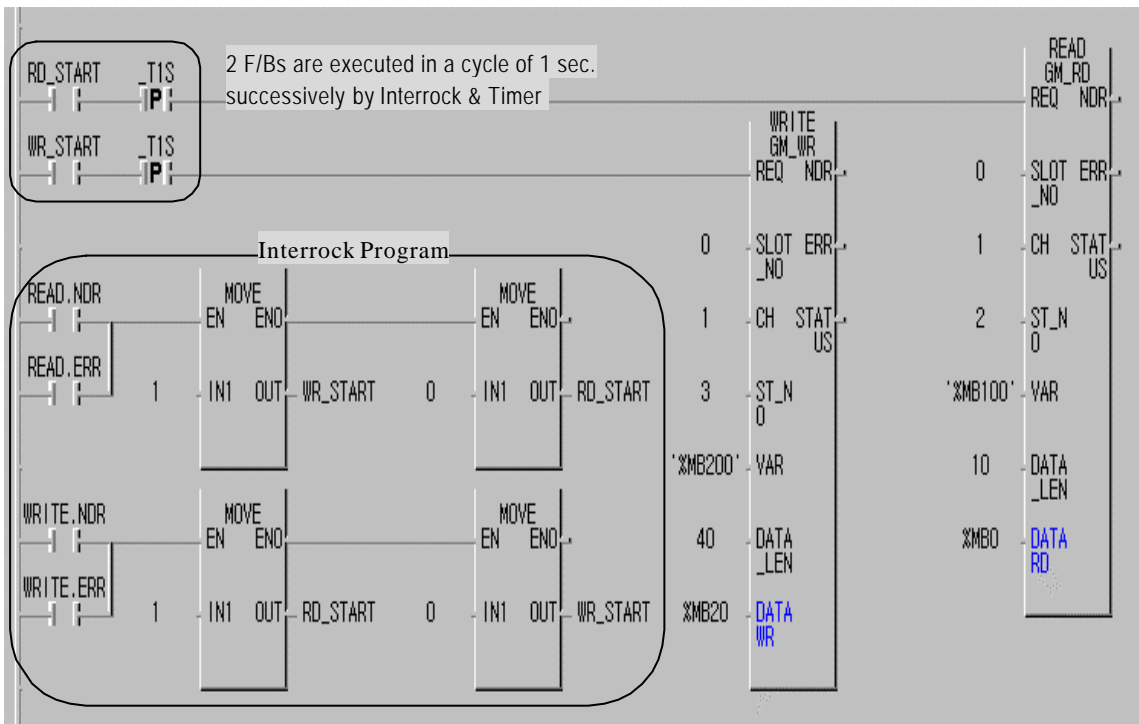 RD_START _T1S
P
2 F/Bs are executed in a cycle of 1 sec.
successively by Interrock & Timer
WR_START _T1S
P
READ
GM_RD
REQ NDR
0 SLOT ERR
_NO
1 CH STAT
US
2 ST_N
O
'%MB100' VAR
10 DATA
_LEN
%MB0 DATA
RD
WRITE
GM_WR
REQ NDR
0 SLOT ERR
_NO
1 CH STAT
US
3 ST_N
O
'%MB200' VAR
40 DATA
_LEN
%MB20 DATA
WR
Interrock Program
READ.NDR MOVE MOVE
EN ENO EN ENO
READ.ERR
1 IN1 OUT WR_START 0 IN1 OUT RD_START
WRITE.NDR MOVE MOVE
EN ENO EN ENO
WRITE.ERR
1 IN1 OUT RD_START 0 IN1 OUT WR_START